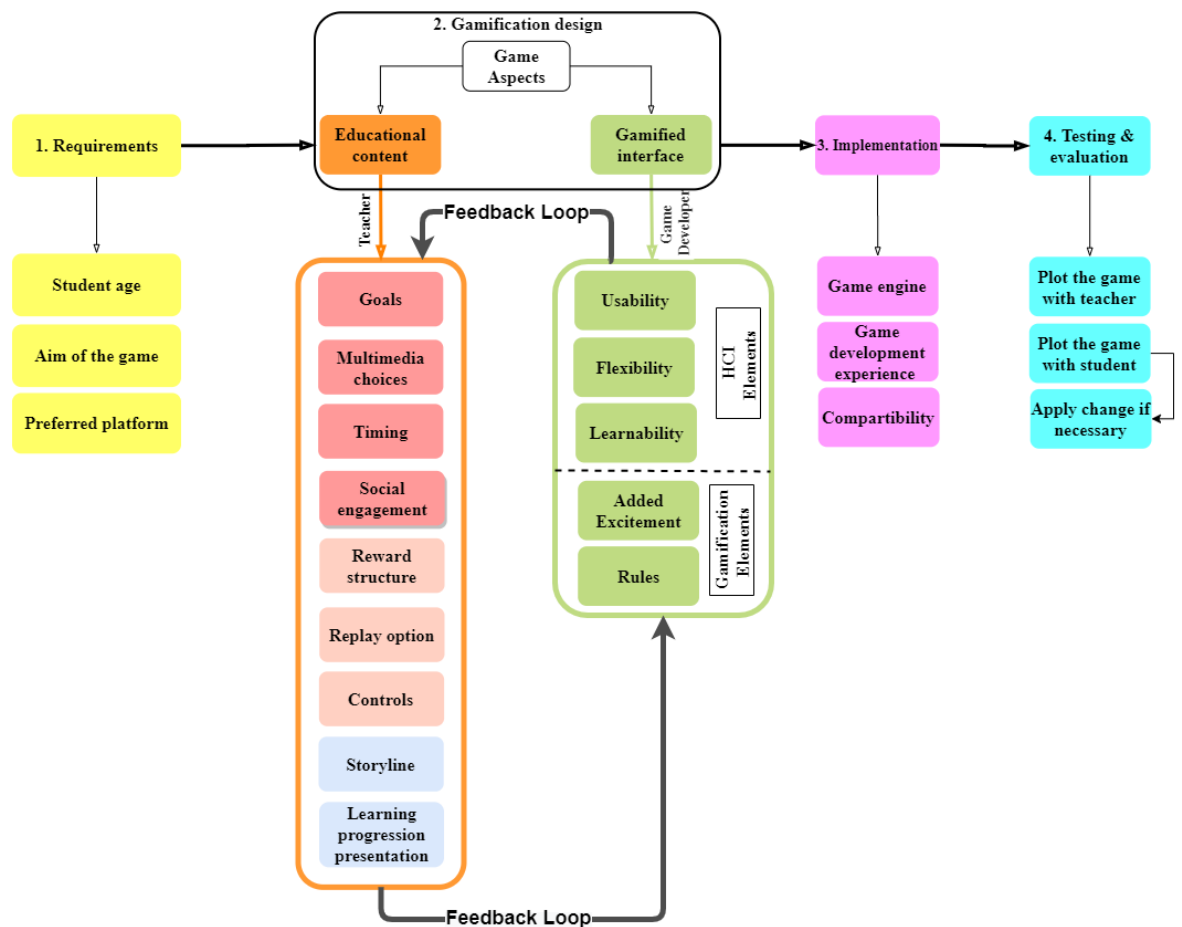 2. Gamification design
Game
Aspects
1. Requirements
Educational
content
Gamified
interface
3. Implementation
4. Testing &
evaluation
Teacher
Feedback Loop
Game
Developer
Student age
Aim of the game
Preferred platform
Goals
Multimedia
choices
Timing
Social
engagement
Reward
structure
Replay option
Controls
Storyline
Learning
progression
presentation
Usability
Flexibility
Learnability
HCI
Elements
Added
Excitement
Rules
Gamification
Elements
Game engine
Game
development
experience
Compartibility
Plot the game
with teacher
Plot the game
with student
Apply change if
necessary
Feedback Loop